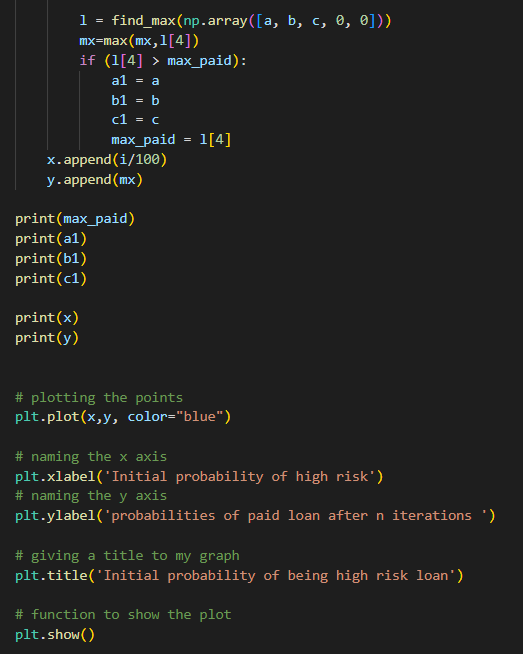 l = find_max(np.array([a, b, c, 0, 0]))
mx=max(mx,l[4])
if (l[4] > max_paid):
a1 = a
b1 = b
c1 = c
max_paid = l[4]
x.append(i/100)
y.append(mx)
print(max_paid)
print(a1)
print(b1)
print(c1)
print(x)
print(y)
# plotting the points
plt.plot(x,y, color="blue")
# naming the x axis
plt.xlabel('Initial probability of high risk')
# naming the y axis
plt.ylabel('probabilities of paid loan after n iterations ')
# giving a title to my graph
plt.title('Initial probability of being high risk loan')
# function to show the plot
plt.show()